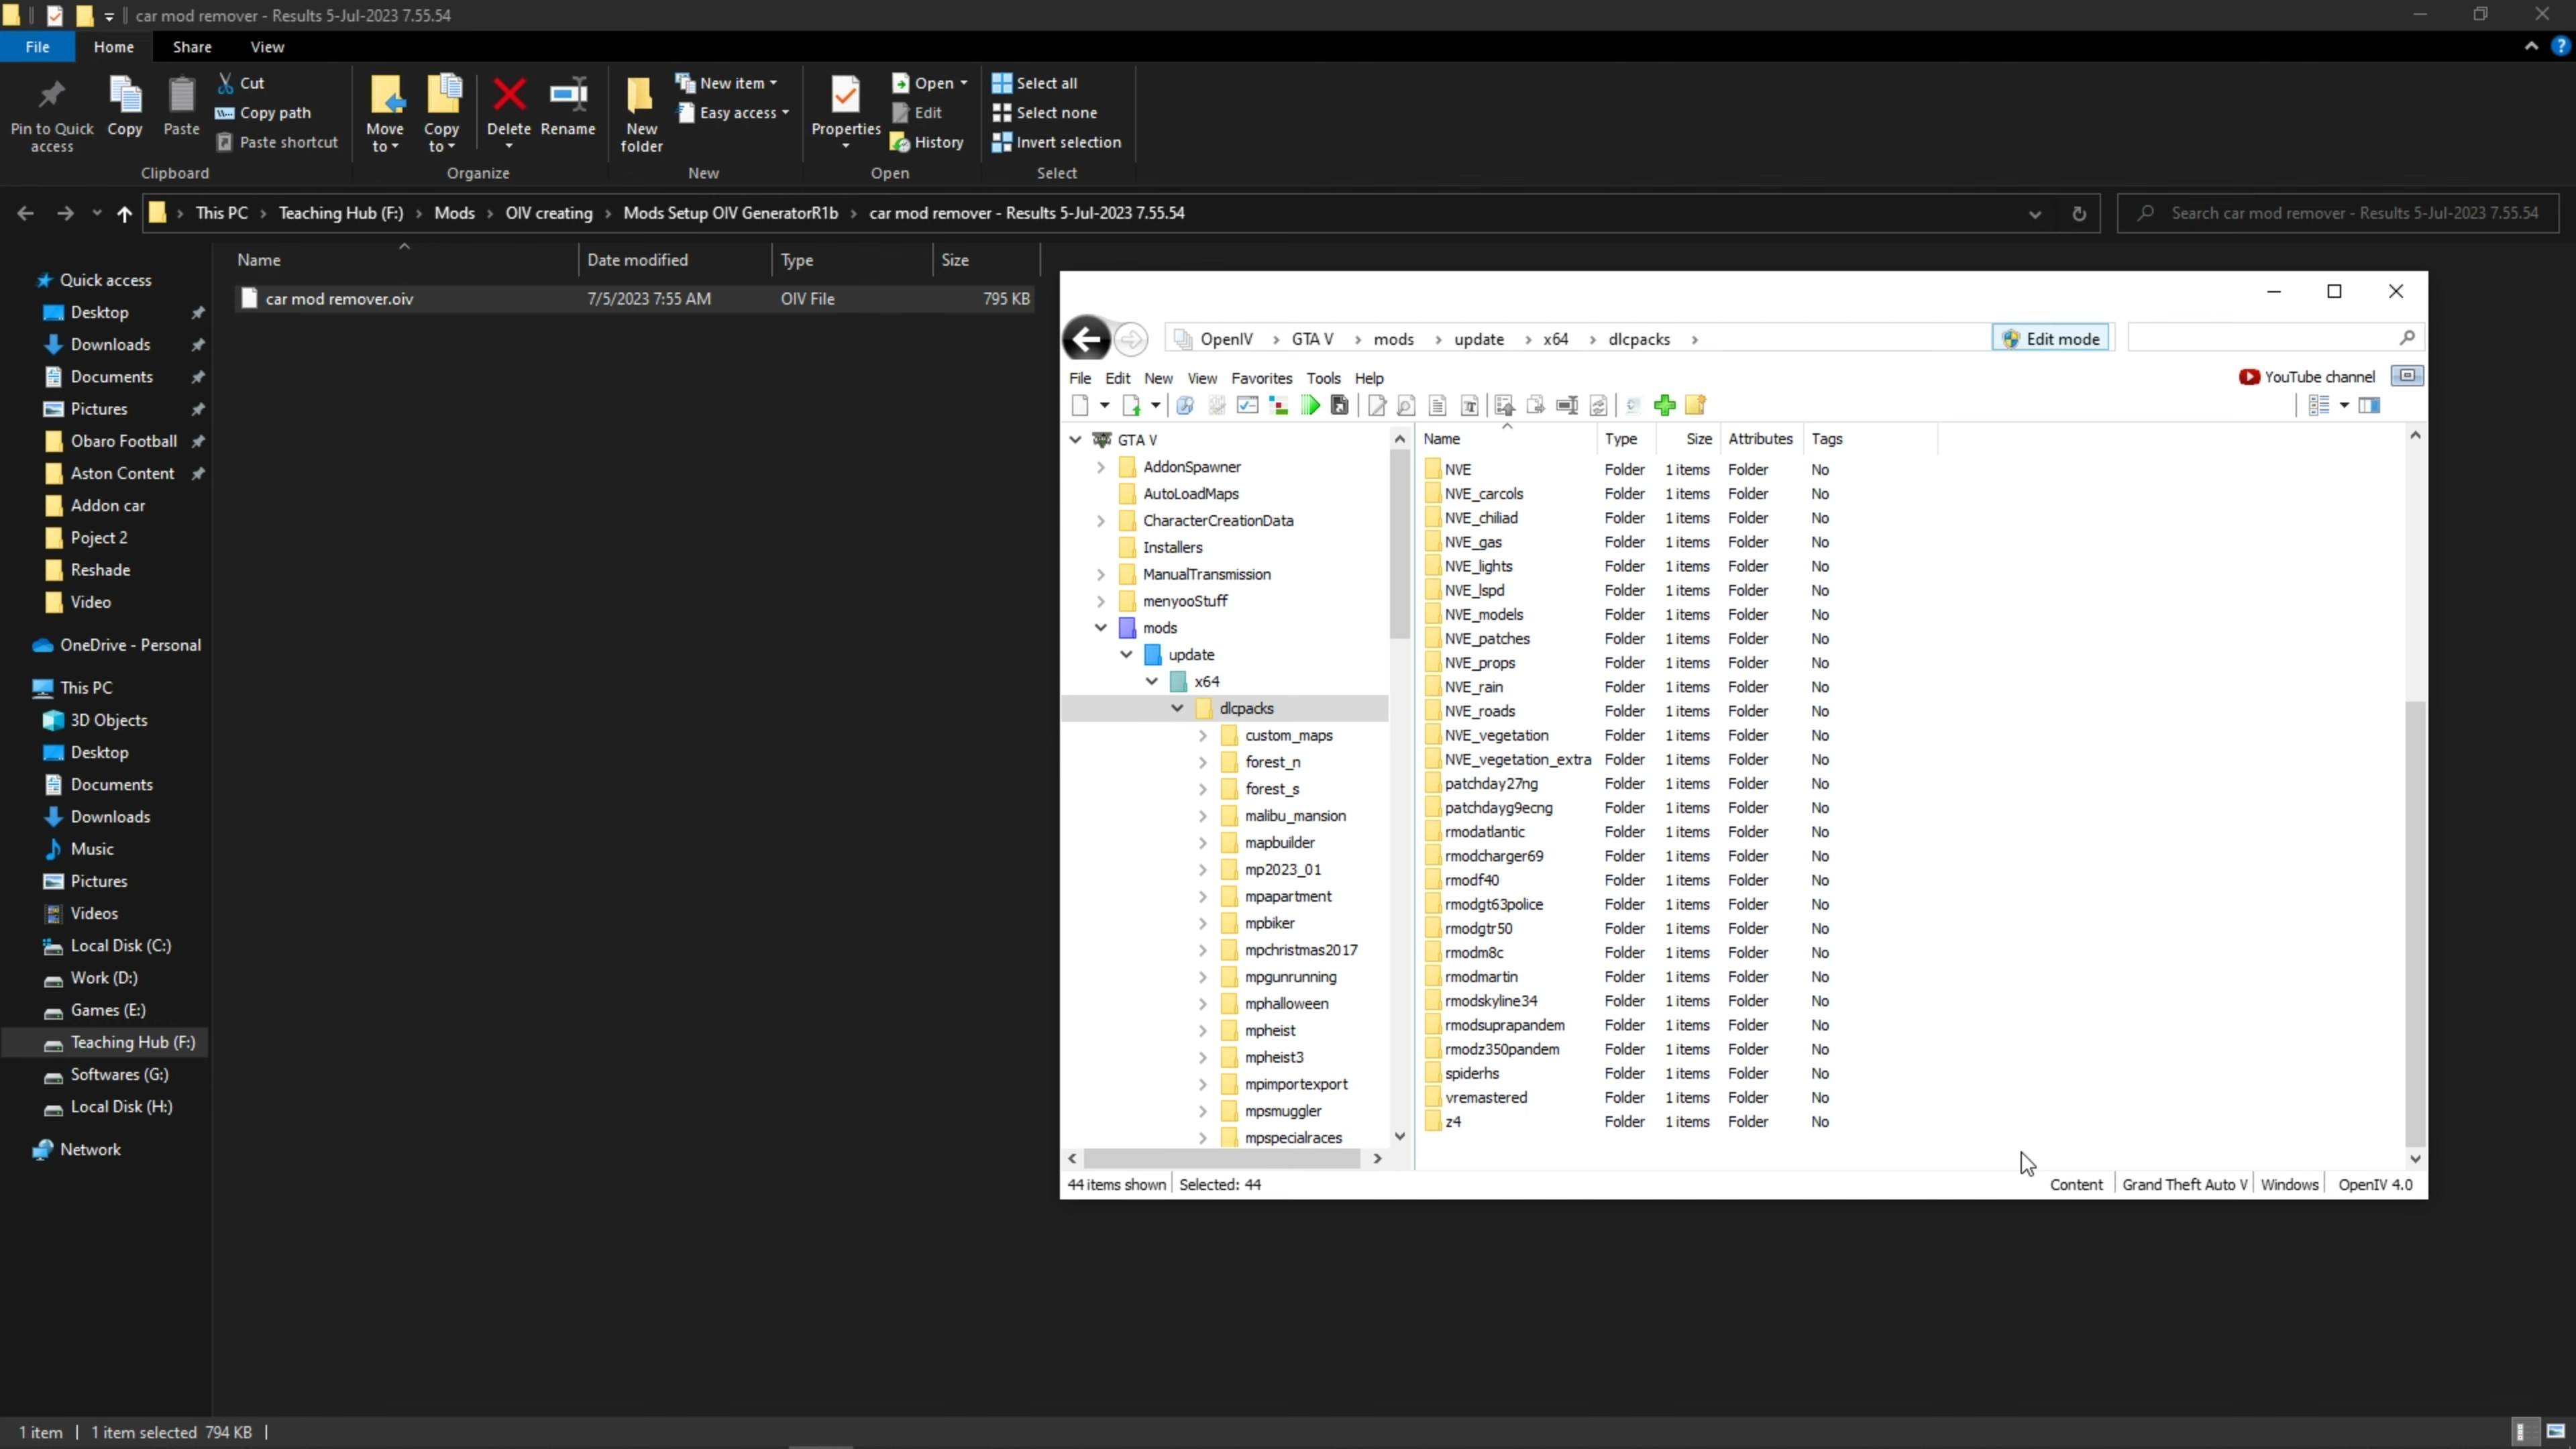 car mod remover - Results 5-Jul-2023 7.55.54
File Home Share View
Pin to Quick access
Copy
Paste
Cut
Copy path
Paste shortcut
Clipboard
Move to
Copy to
Delete
Rename
Organize
New folder
New item
Easy access
New
Properties
Open
Edit
History
Open
Select all
Select none
Invert selection
Select
This PC Teaching Hub (F:) Mods OIV creating Mods Setup OIV GeneratorR1b car mod remover - Results 5-Jul-2023 7.55.54
Search car mod remover - Results 5-Jul-2023 7.55.54
Name Date modified Type Size
car mod remover.oiv 7/5/2023 7:55 AM OIV File 795 KB
Quick access
Desktop
Downloads
Documents
Pictures
Obaro Football
Aston Content
Addon car
Poject 2
Reshade
Video
OneDrive - Personal
This PC
3D Objects
Desktop
Documents
Downloads
Music
Pictures
Videos
Local Disk (C:)
Work (D:)
Games (E:)
Teaching Hub (F:)
Softwares (G:)
Local Disk (H:)
Network
1 item 1 item selected 794 KB
OpenIV GTA V mods update x64 dlcpacks
Edit mode
File Edit New View Favorites Tools Help
YouTube channel
GTA V
AddonSpawner
AutoLoadMaps
CharacterCreationData
Installers
ManualTransmission
menyooStuff
mods
update
x64
dlcpacks
custom_maps
forest_n
forest_s
malibu_mansion
mapbuilder
mp2023_01
mpapartment
mpbiker
mpchristmas2017
mpgunrunning
mphalloween
mpheist
mpheist3
mpimportexport
mpsmuggler
mpspecialraces
Name Type Size Attributes Tags
NVE Folder 1 items Folder No
NVE_carcols Folder 1 items Folder No
NVE_chiliad Folder 1 items Folder No
NVE_gas Folder 1 items Folder No
NVE_lights Folder 1 items Folder No
NVE_lspd Folder 1 items Folder No
NVE_models Folder 1 items Folder No
NVE_patches Folder 1 items Folder No
NVE_props Folder 1 items Folder No
NVE_rain Folder 1 items Folder No
NVE_roads Folder 1 items Folder No
NVE_vegetation Folder 1 items Folder No
NVE_vegetation_extra Folder 1 items Folder No
patchday27ng Folder 1 items Folder No
patchdayg9ecng Folder 1 items Folder No
rmodatlantic Folder 1 items Folder No
rmodcharger69 Folder 1 items Folder No
rmodf40 Folder 1 items Folder No
rmodgt63police Folder 1 items Folder No
rmodgtr50 Folder 1 items Folder No
rmodm8c Folder 1 items Folder No
rmodmartin Folder 1 items Folder No
rmodskyline34 Folder 1 items Folder No
rmodsuprapandem Folder 1 items Folder No
rmodz350pandem Folder 1 items Folder No
spiderhs Folder 1 items Folder No
vremastered Folder 1 items Folder No
z4 Folder 1 items Folder No
44 items shown Selected: 44
Content Grand Theft Auto V Windows OpenIV 4.0